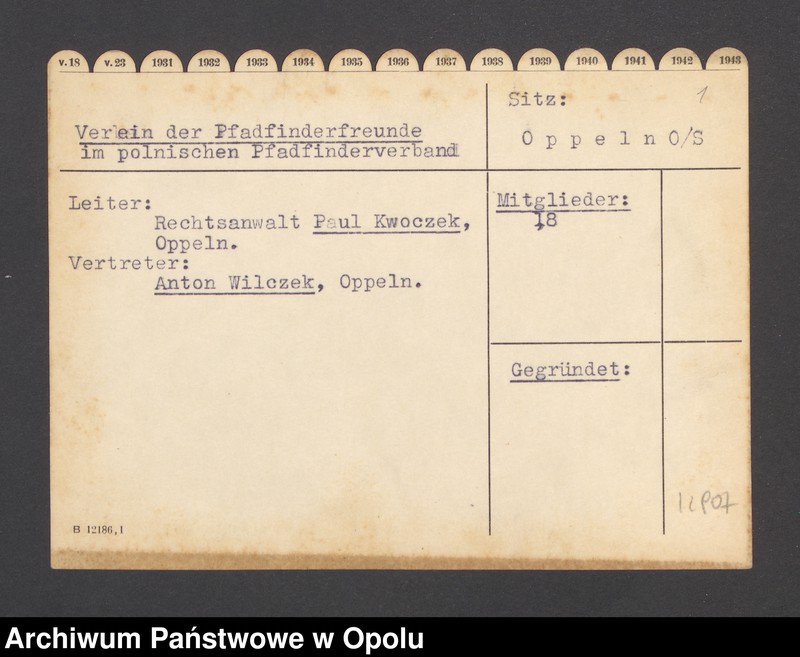 v.18 v.23 1931 1932 1933 1934 1935 1936 1937 1938 1939 1940 1941 1942 1943
Verein der Pfadfinderfreunde
im polnischen Pfadfinderverband
Sitz: 1
Oppeln O/S
Leiter:
Rechtsanwalt Paul Kwoczek,
Oppeln.
Vertreter:
Anton Wilczek, Oppeln.
Mitglieder:
18
Gegründet:
B 12186,1
Archiwum Państwowe w Opolu